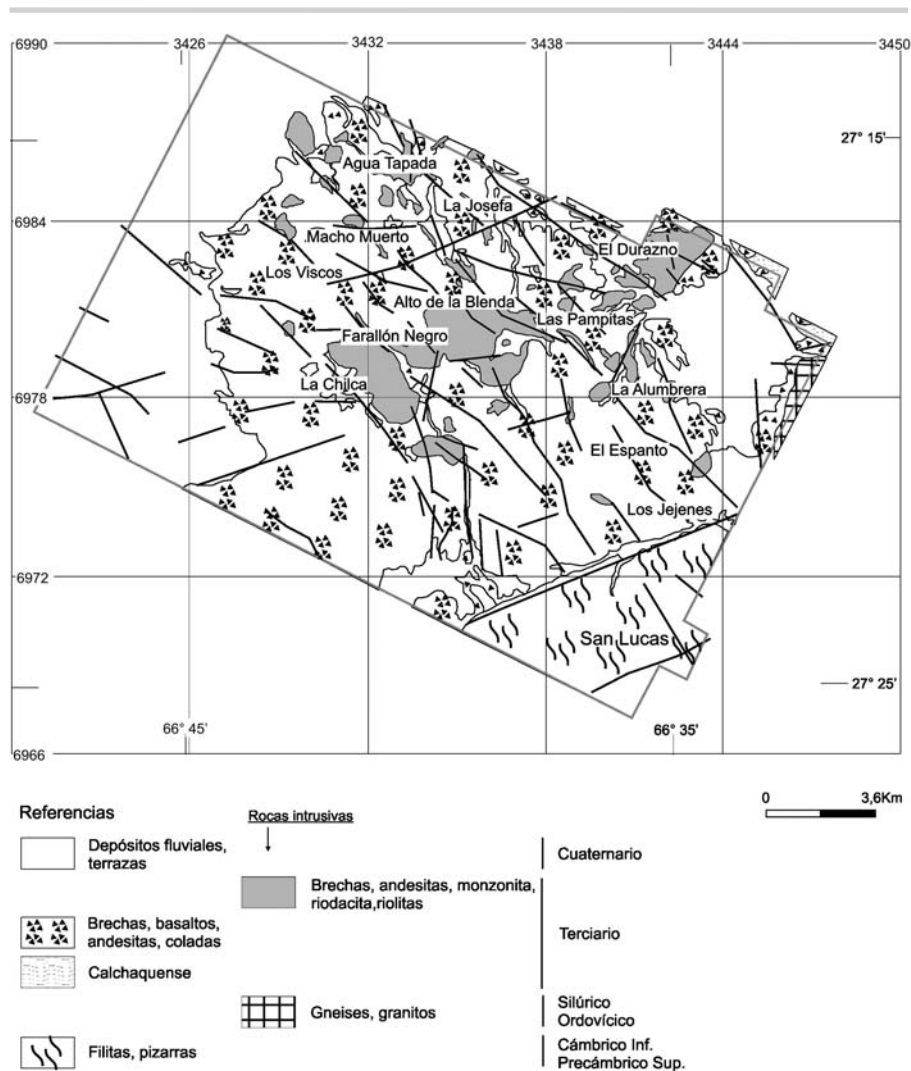 6990
3426
3432
3438
3444
3450
27° 15'
Agua Tapada
La Josefa
6984
Macho Muerto
El Durazno
Los Viscos
Alto de la Blenda
Las Pampitas
Farallón Negro
La Chilca
La Alumbrera
6978
El Espanto
Los Jejenes
6972
San Lucas
27° 25'
66° 45'
66° 35'
6966
Referencias
Rocas intrusivas
0 3,6Km
Depósitos fluviales,
terrazas
Cuaternario
Brechas, andesitas, monzonita,
riodacita,riolitas
Brechas, basaltos,
andesitas, coladas
Terciario
Calchaquense
Gneises, granitos
Silúrico
Ordovícico
Filitas, pizarras
Cámbrico Inf.
Precámbrico Sup.